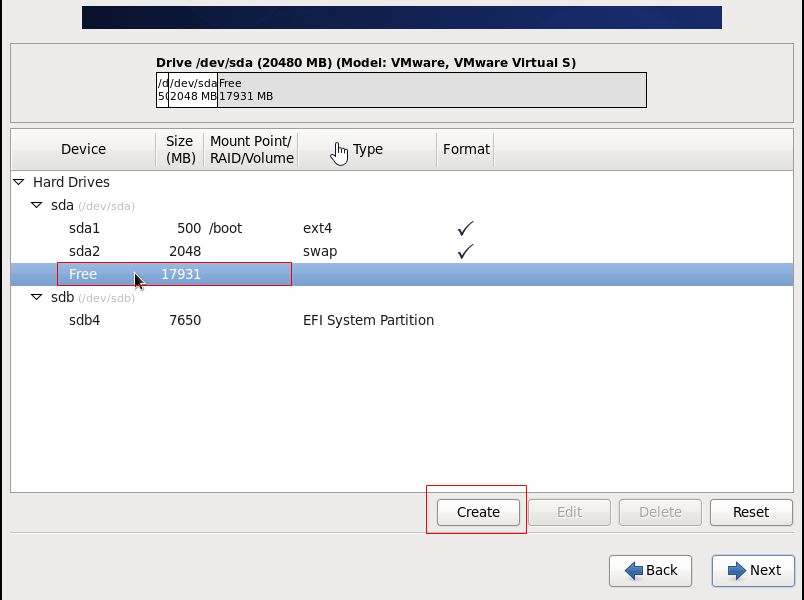 Drive /dev/sda (20480 MB) (Model: VMware, VMware Virtual S)
/d /dev/sda Free
50 2048 MB 17931 MB
Device Size (MB) Mount Point/ RAID/Volume Type Format
Hard Drives
sda (/dev/sda)
sda1 500 /boot ext4
sda2 2048 swap
Free 17931
sdb (/dev/sdb)
sdb4 7650 EFI System Partition
Create Edit Delete Reset
Back Next